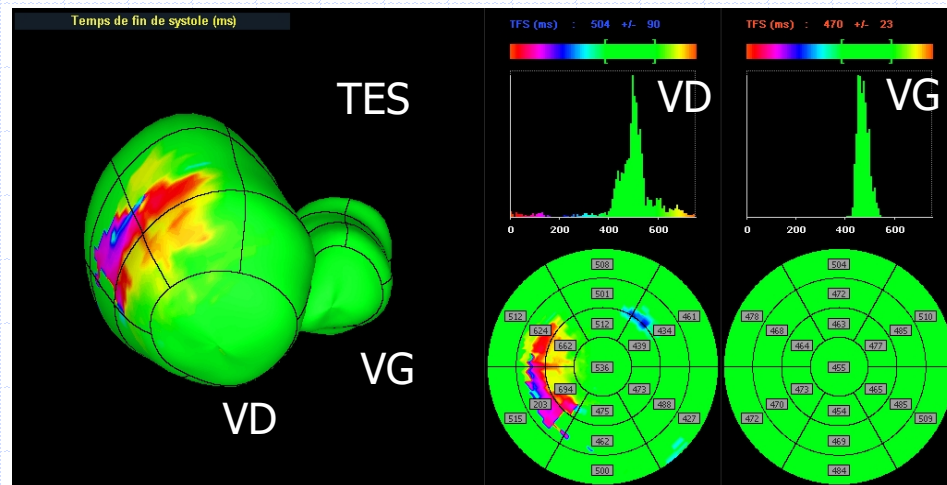 Temps de fin de systole (ms)
TES
VG
VD
TFS (ms) : 504 +/- 90
VD
0 200 400 600
508
501
512 461
512
624 434
662 439
536
694 473
203 488
475
515 427
462
500
TFS (ms) : 470 +/- 23
VG
0 200 400 600
504
472
478 510
463
468 485
464 477
455
473 465
470 485
454
472 509
469
484